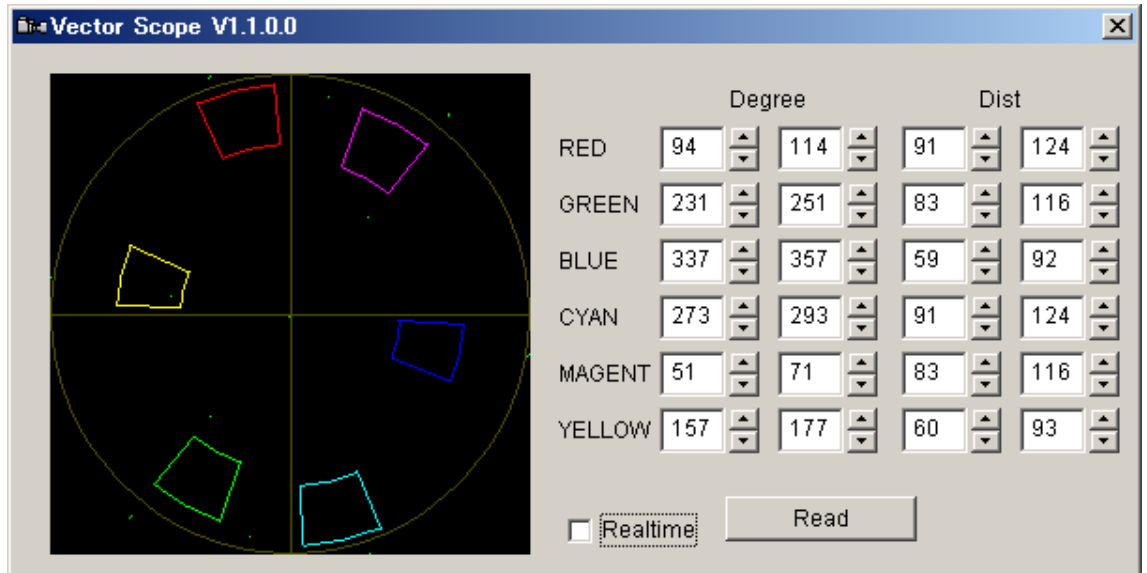 Vector Scope V1.1.0.0
Degree Dist
RED 94 114 91 124
GREEN 231 251 83 116
BLUE 337 357 59 92
CYAN 273 293 91 124
MAGENT 51 71 83 116
YELLOW 157 177 60 93
Realtime Read